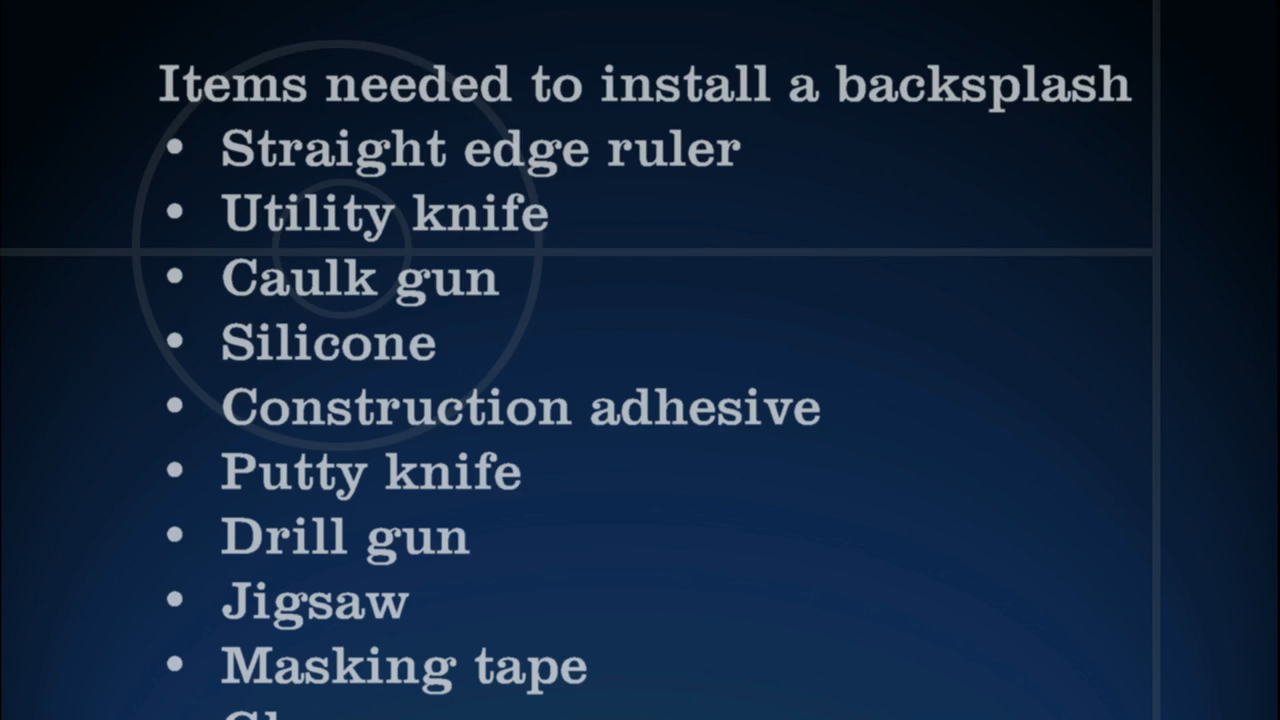 Items needed to install a backsplash
• Straight edge ruler
• Utility knife
• Caulk gun
• Silicone
• Construction adhesive
• Putty knife
• Drill gun
• Jigsaw
• Masking tape